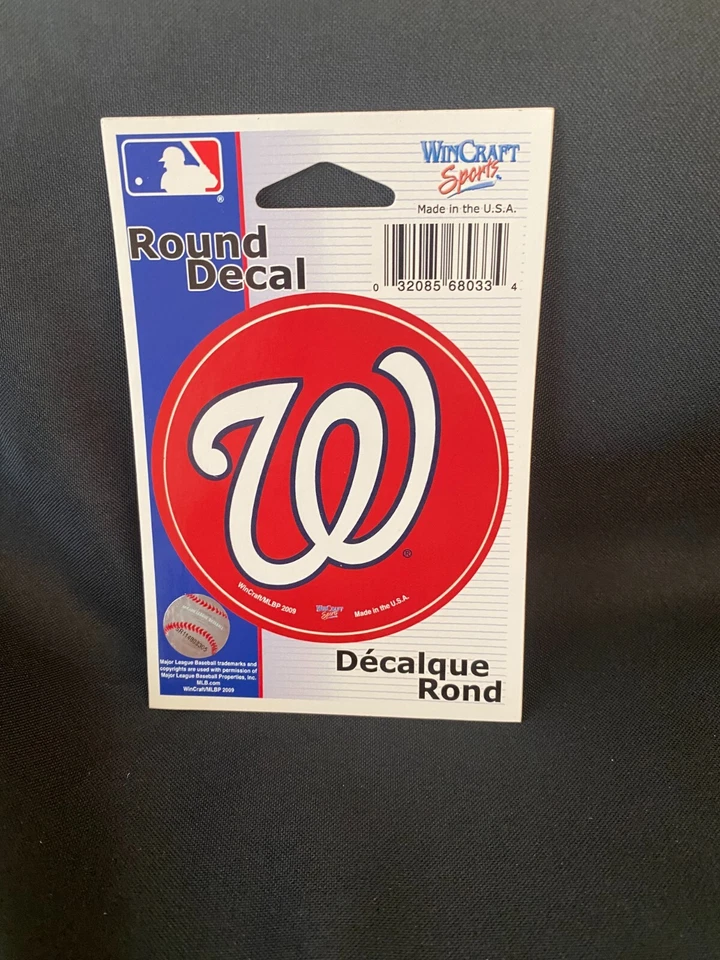 ®
WINCRAFT
Sports™
Made in the U.S.A.
Round
Decal
0 32085 68033 4
W
®
WinCraft/MLBP 2009
WINCRAFT
Sports
Made in the U.S.A.
Major League Baseball trademarks and
copyrights are used with permission of
Major League Baseball Properties, Inc.
MLB.com
WinCraft/MLBP 2009
Décalque
Rond